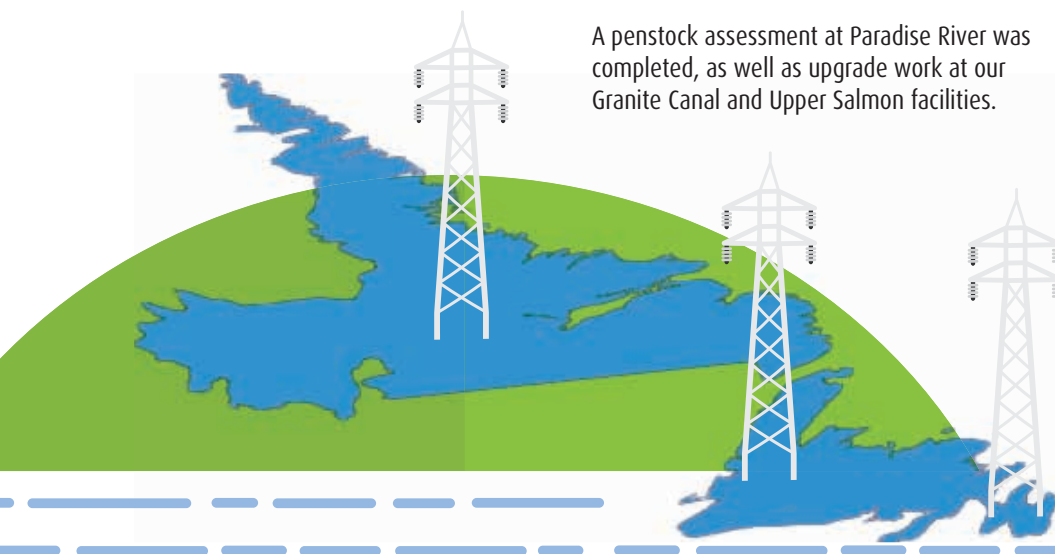 A penstock assessment at Paradise River was
completed, as well as upgrade work at our
Granite Canal and Upper Salmon facilities.